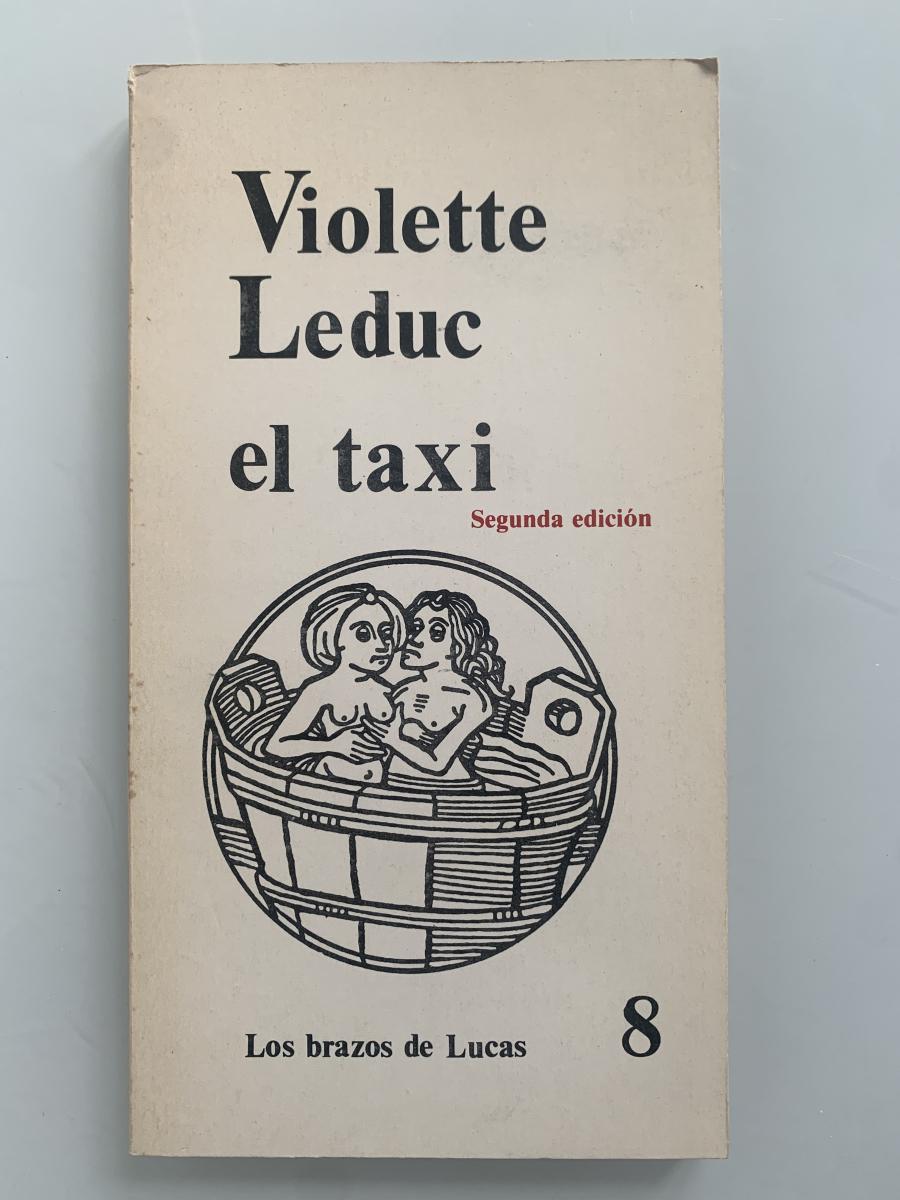 Violette
Leduc
el taxi
Segunda edición
Los brazos de Lucas
8